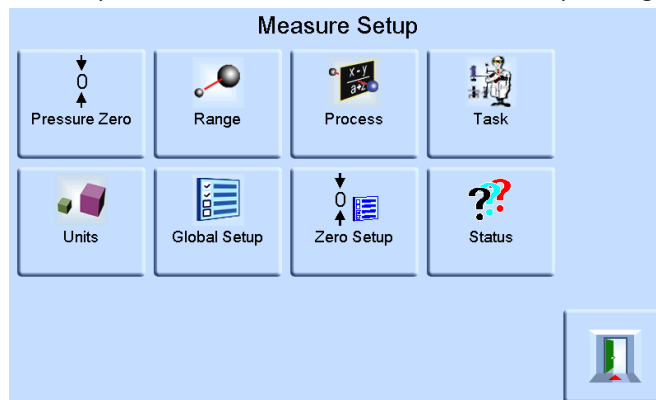 Measure Setup
0
Pressure Zero
Range
x-y
a+z
Process
Task
Units
Global Setup
0
Zero Setup
???
Status